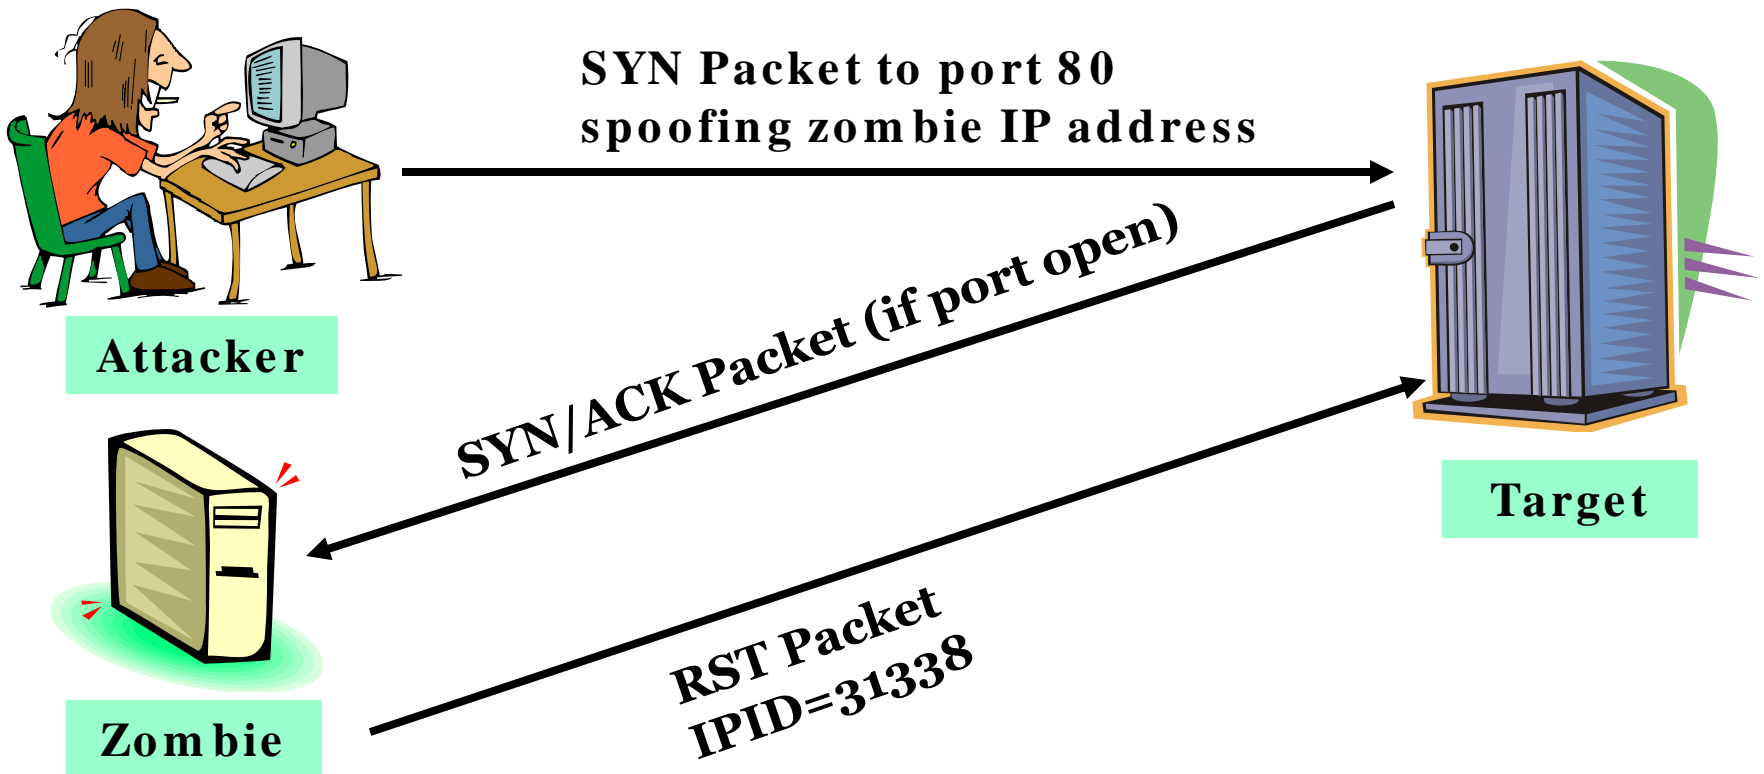 SYN Packet to port 80
spoofing zombie IP address
SYN/ACK Packet (if port open)
Attacker
Target
RST Packet
IPID=31338
Zombie